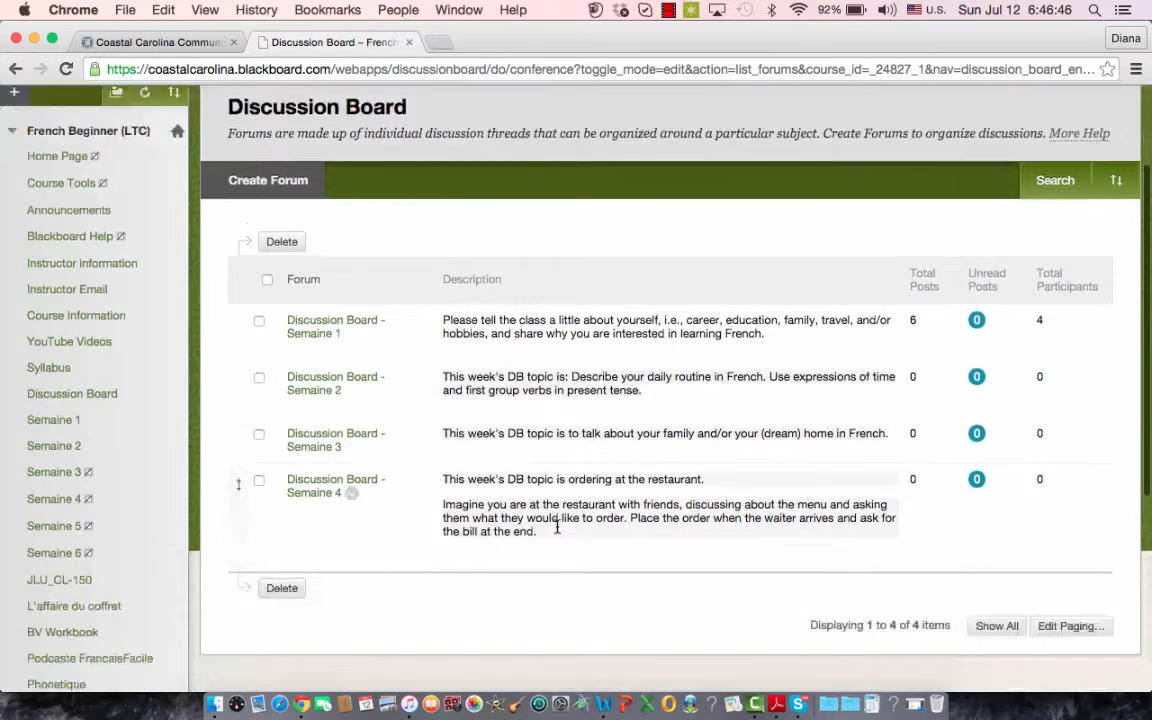 Chrome File Edit View History Bookmarks People Window Help 92% U.S. Sun Jul 12 6:46:46
Coastal Carolina Commun
Discussion Board – French
Diana
https://coastalcarolina.blackboard.com/webapps/discussionboard/do/conference?toggle_mode=edit&action=list_forums&course_id=_24827_1&nav=discussion_board_en...
French Beginner (LTC)
Home Page
Course Tools
Announcements
Blackboard Help
Instructor information
Instructor Email
Course Information
YouTube Videos
Syllabus
Discussion Board
Semaine 1
Semaine 2
Semaine 3
Semaine 4
Semaine 5
Semaine 6
JLU_CL-150
L'affaire du coffret
BV Workbook
Podcaste FrancaisFacile
Phonetique
Discussion Board
Forums are made up of individual discussion threads that can be organized around a particular subject. Create Forums to organize discussions. More Help
Create Forum
Search
Delete
Forum Description Total Posts Unread Posts Total Participants
Discussion Board -
Semaine 1
Please tell the class a little about yourself, i.e., career, education, family, travel, and/or
hobbies, and share why you are interested in learning French.
6 0 4
Discussion Board -
Semaine 2
This week's DB topic is: Describe your daily routine in French. Use expressions of time
and first group verbs in present tense.
0 0 0
Discussion Board -
Semaine 3
This week's DB topic is to talk about your family and/or your (dream) home in French.
0 0 0
Discussion Board -
Semaine 4
This week's DB topic is ordering at the restaurant.
Imagine you are at the restaurant with friends, discussing about the menu and asking
them what they would like to order. Place the order when the waiter arrives and ask for
the bill at the end.
0 0 0
Delete
Displaying 1 to 4 of 4 items
Show All
Edit Paging...